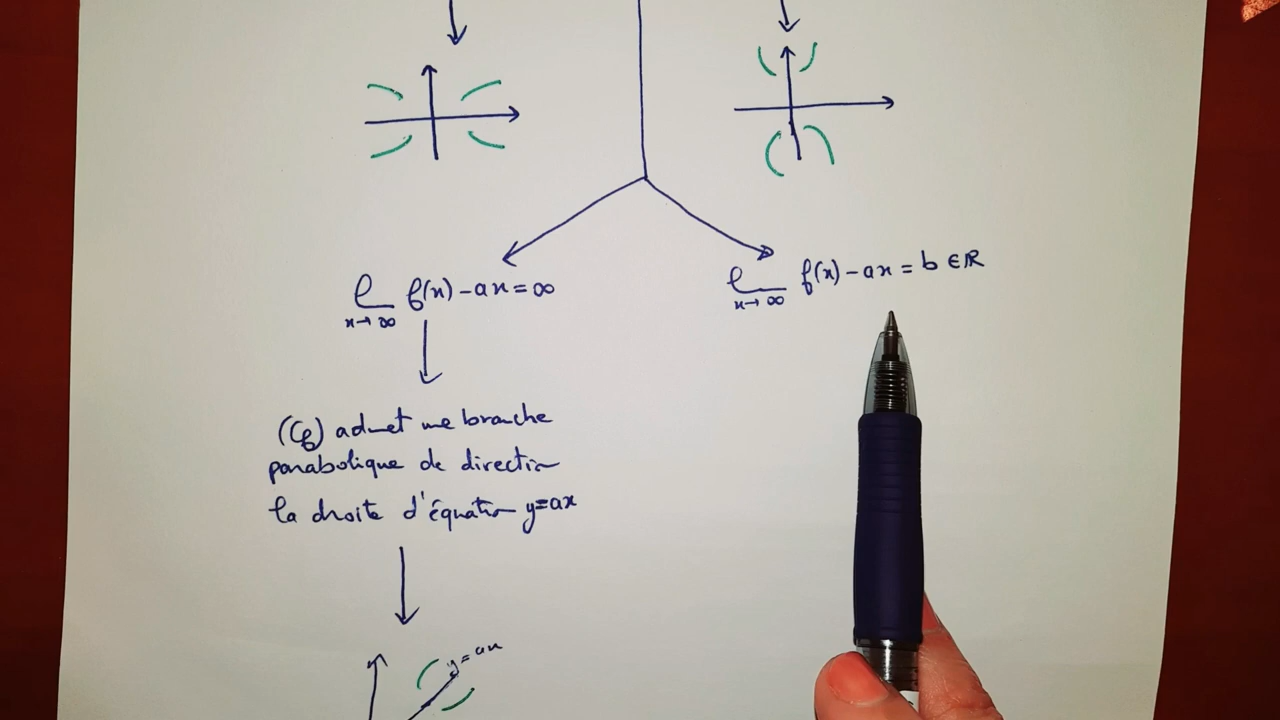 lim f(x) - ax = ∞
x→∞
lim f(x) - ax = b ∈ ℝ
x→∞
(Cf) admet une branche
parabolique de direction
la droite d'équation y=ax
y=ax